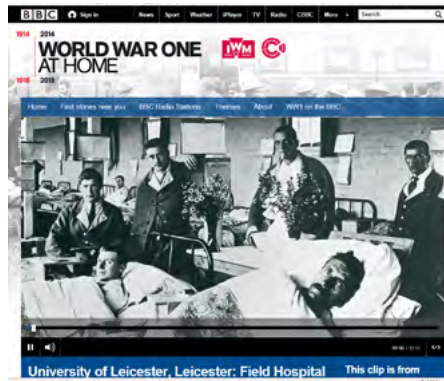 BBC Sign in News Sport Weather iPlayer TV Radio CBBC More Search
1914 2014
WORLD WAR ONE
AT HOME
1918 2018
IWM
Home Find stories near you BBC Radio Stations Themes About WW1 on the BBC
University of Leicester, Leicester: Field Hospital This clip is from